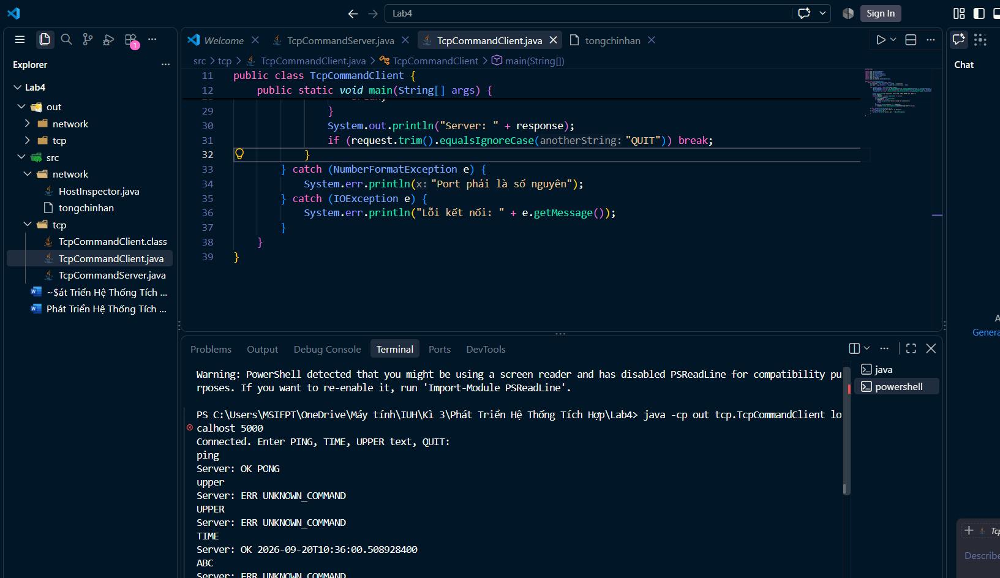 Lab4
Sign In
Explorer
Lab4
out
network
tcp
src
network
HostInspector.java
tongchinhan
tcp
TcpCommandClient.class
TcpCommandClient.java
TcpCommandServer.java
~$át Triển Hệ Thống Tích ...
Phát Triển Hệ Thống Tích ...
1
Welcome
TcpCommandServer.java
TcpCommandClient.java
tongchinhan
src > tcp > TcpCommandClient.java > TcpCommandClient > main(String[])
11 public class TcpCommandClient {
12 public static void main(String[] args) {
29 }
30 System.out.println("Server: " + response);
31 if (request.trim().equalsIgnoreCase(anotherString: "QUIT")) break;
32 }
33 } catch (NumberFormatException e) {
34 System.err.println(x: "Port phải là số nguyên");
35 } catch (IOException e) {
36 System.err.println("Lỗi kết nối: " + e.getMessage());
37 }
38 }
39 }
Problems Output Debug Console Terminal Ports DevTools
Warning: PowerShell detected that you might be using a screen reader and has disabled PSReadLine for compatibility pu
rposes. If you want to re-enable it, run 'Import-Module PSReadLine'.
PS C:\Users\MSIFPT\OneDrive\Máy tính\IUH\Kì 3\Phát Triển Hệ Thống Tích Hợp\Lab4> java -cp out tcp.TcpCommandClient lo
calhost 5000
Connected. Enter PING, TIME, UPPER text, QUIT:
ping
Server: OK PONG
upper
Server: ERR UNKNOWN_COMMAND
UPPER
Server: ERR UNKNOWN_COMMAND
TIME
Server: OK 2026-09-20T10:36:00.508928400
ABC
Server: ERR UNKNOWN_COMMAND
java
powershell
Chat